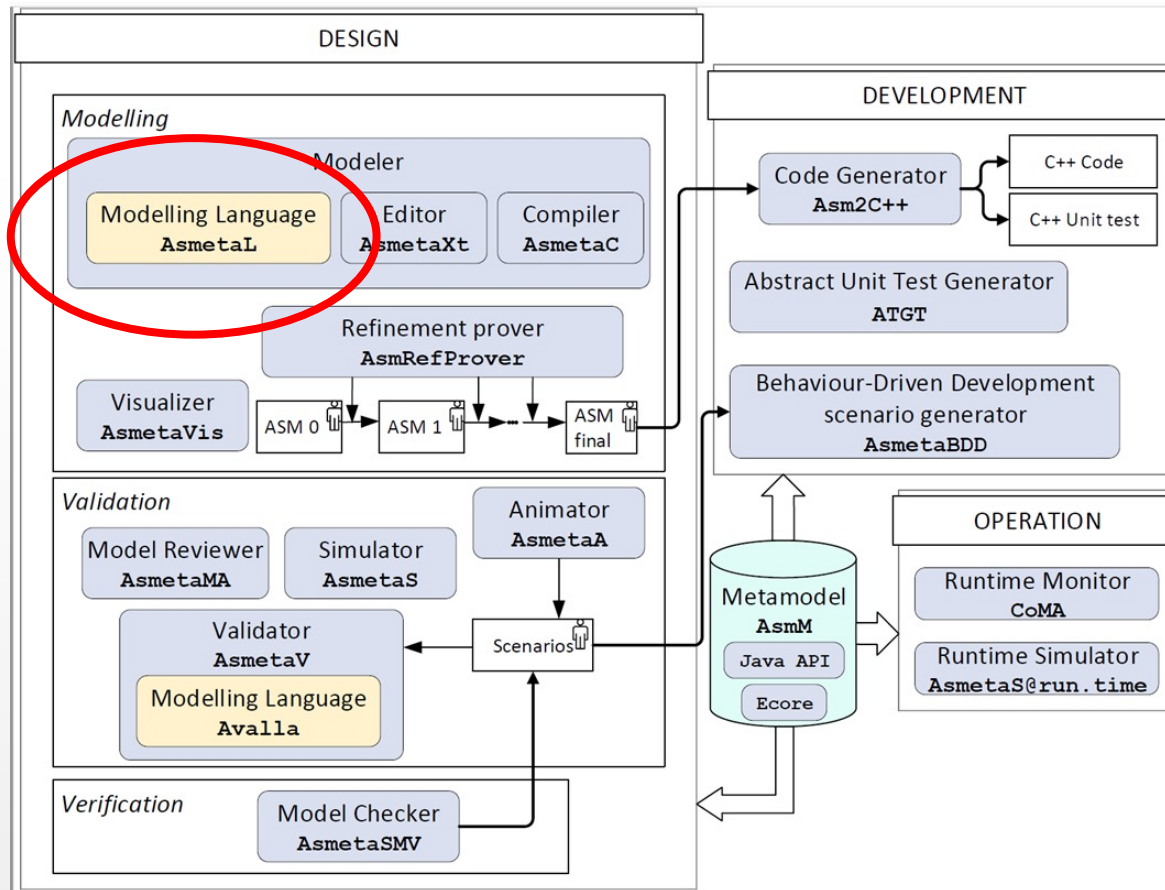 DESIGN
Modelling
Modeler
Modelling Language
AsmetaL
Editor
AsmetaXt
Compiler
AsmetaC
Refinement prover
AsmRefProver
Visualizer
AsmetaVis
ASM 0
ASM 1
...
ASM
final
Validation
Model Reviewer
AsmetaMA
Simulator
AsmetaS
Animator
AsmetaA
Validator
AsmetaV
Modelling Language
Avalla
Scenarios
Verification
Model Checker
AsmetaSMV
DEVELOPMENT
Code Generator
Asm2C++
C++ Code
C++ Unit test
Abstract Unit Test Generator
ATGT
Behaviour-Driven Development
scenario generator
AsmetaBDD
Metamodel
AsmM
Java API
Ecore
OPERATION
Runtime Monitor
CoMA
Runtime Simulator
AsmetaS@run.time